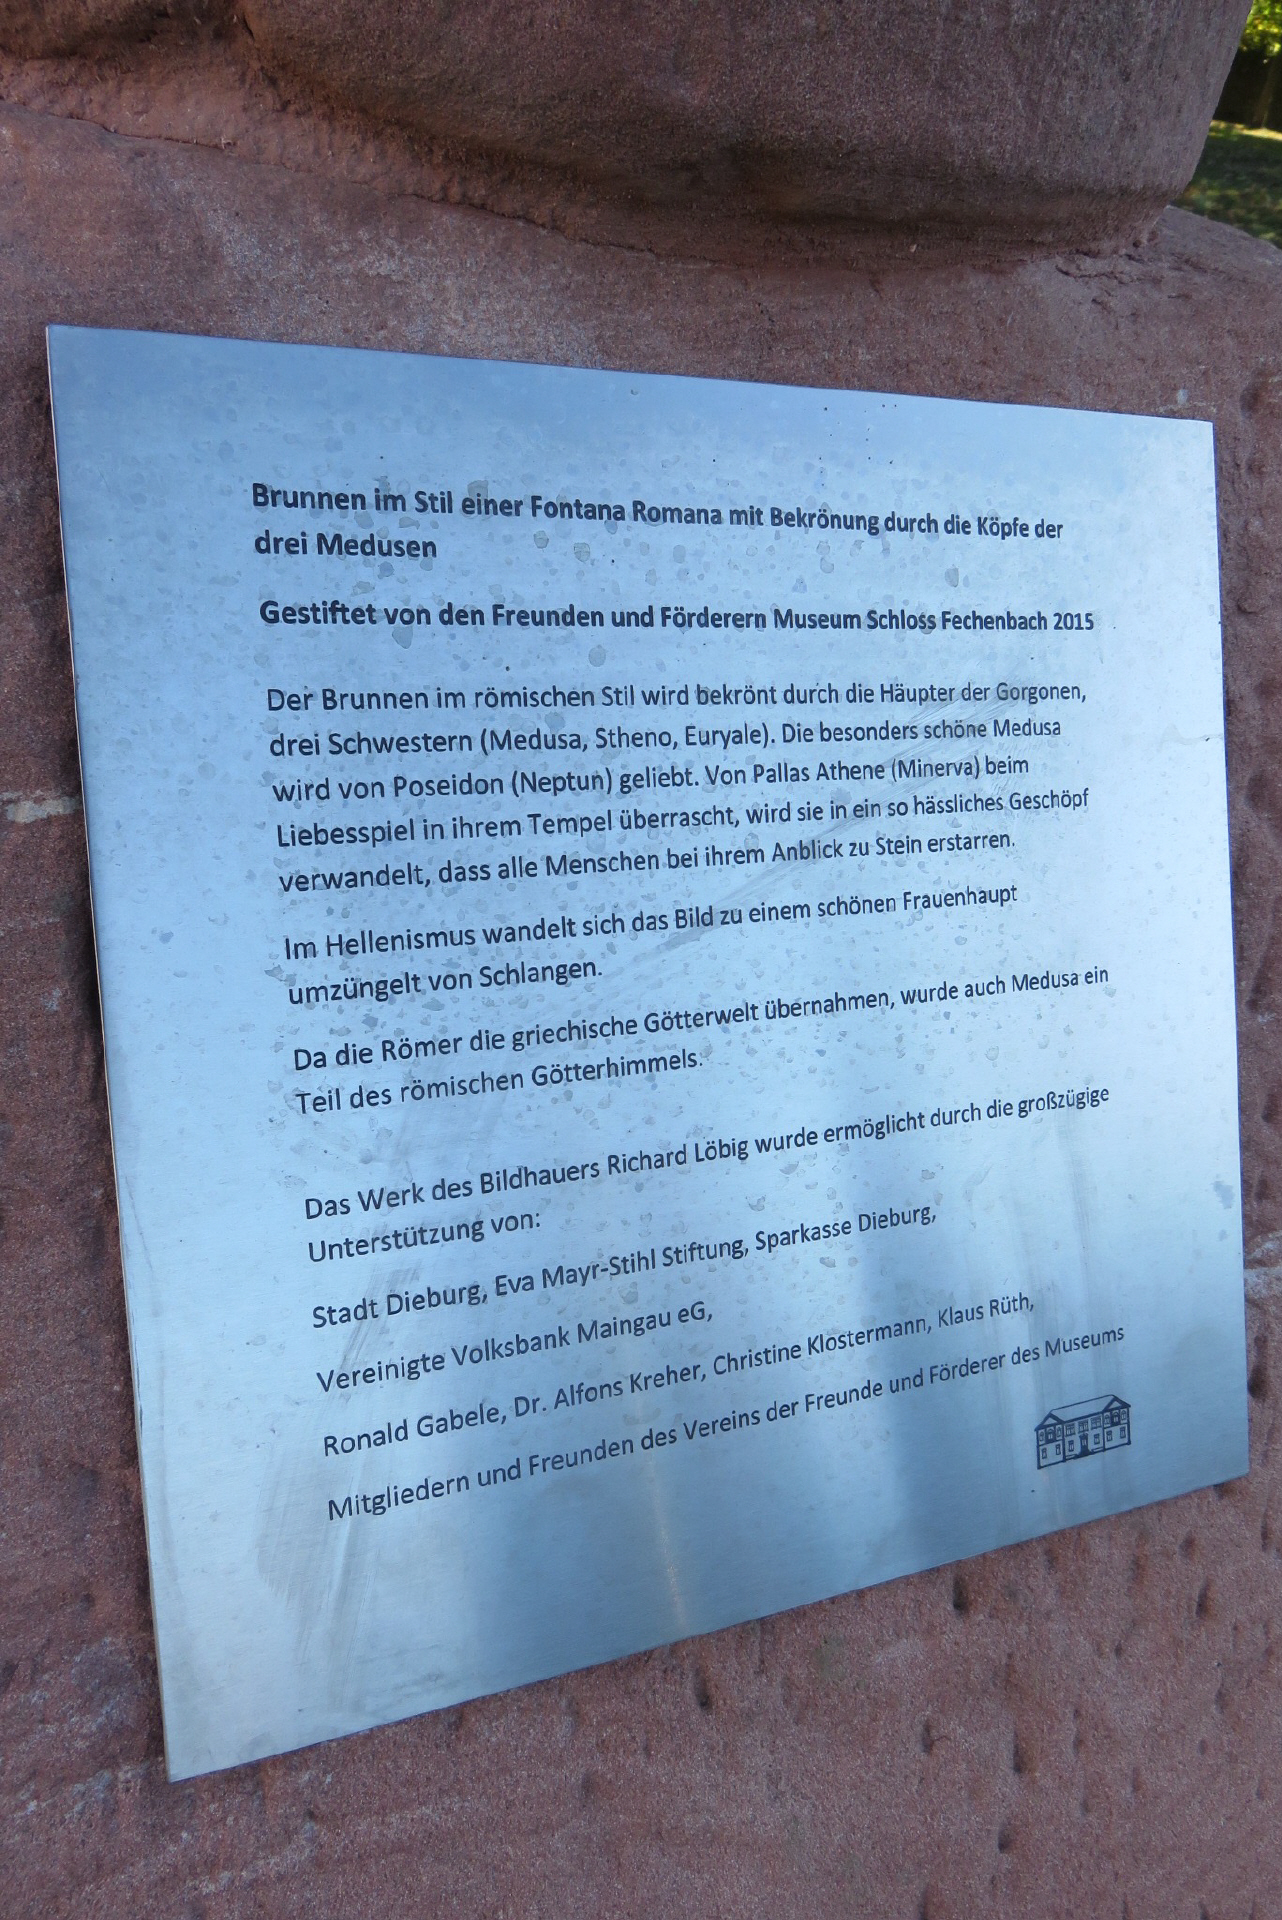 Brunnen im Stil einer Fontana Romana mit Bekrönung durch die Köpfe der
drei Medusen
Gestiftet von den Freunden und Förderern Museum Schloss Fechenbach 2015
Der Brunnen im römischen Stil wird bekrönt durch die Häupter der Gorgonen,
drei Schwestern (Medusa, Stheno, Euryale). Die besonders schöne Medusa
wird von Poseidon (Neptun) geliebt. Von Pallas Athene (Minerva) beim
Liebesspiel in ihrem Tempel überrascht, wird sie in ein so hässliches Geschöpf
verwandelt, dass alle Menschen bei ihrem Anblick zu Stein erstarren.
Im Hellenismus wandelt sich das Bild zu einem schönen Frauenhaupt
umzüngelt von Schlangen.
Da die Römer die griechische Götterwelt übernahmen, wurde auch Medusa ein
Teil des römischen Götterhimmels.
Das Werk des Bildhauers Richard Löbig wurde ermöglicht durch die großzügige
Unterstützung von:
Stadt Dieburg, Eva Mayr-Stihl Stiftung, Sparkasse Dieburg,
Vereinigte Volksbank Maingau eG,
Ronald Gabele, Dr. Alfons Kreher, Christine Klostermann, Klaus Rüth,
Mitgliedern und Freunden des Vereins der Freunde und Förderer des Museums